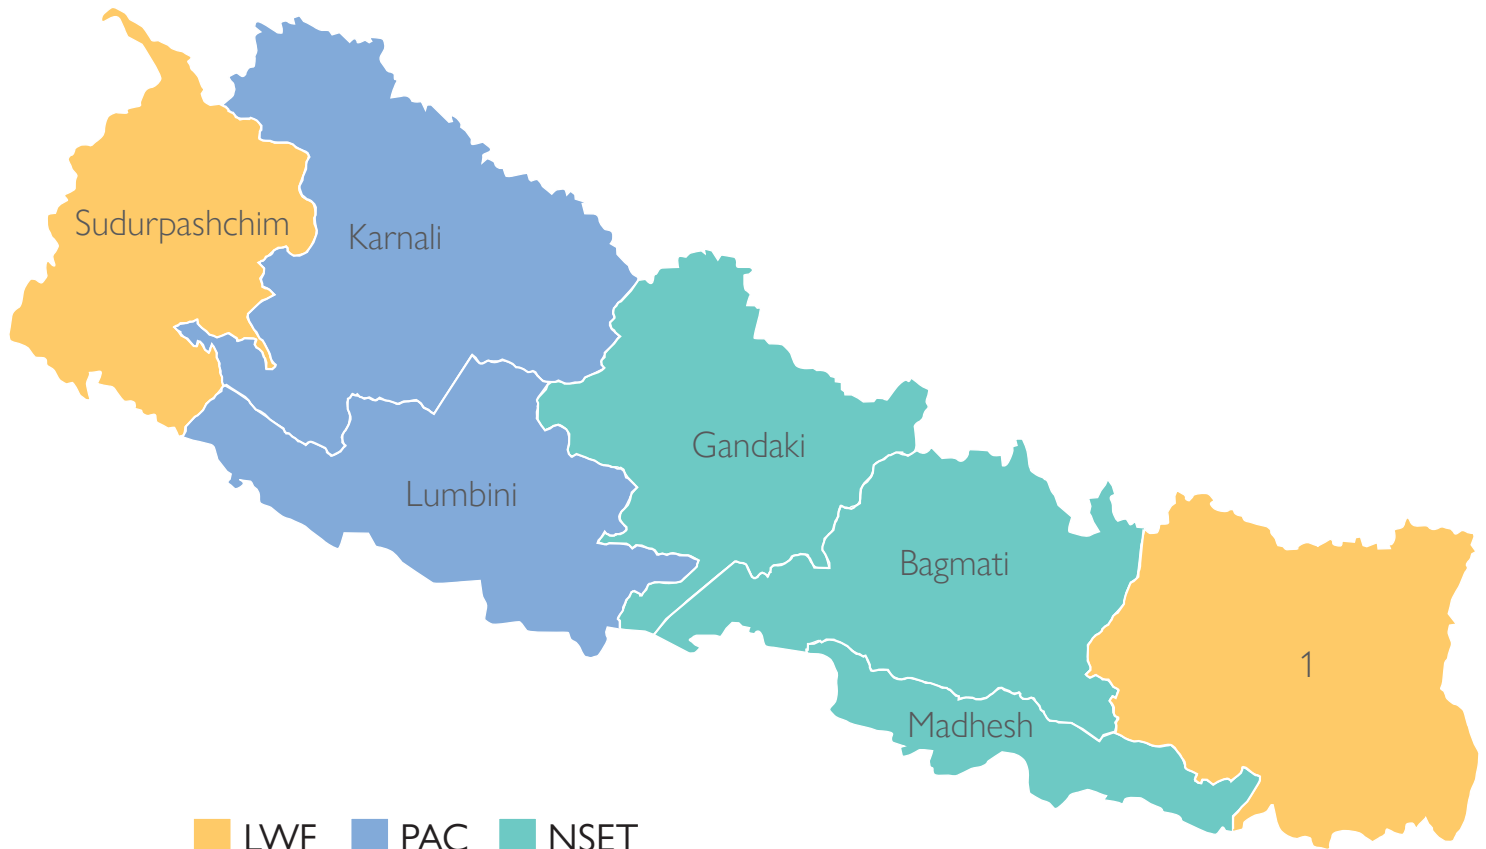 Sudurpashchim
Karnali
Gandaki
Lumbini
Bagmati
1
Madhesh
LWF PAC NSET